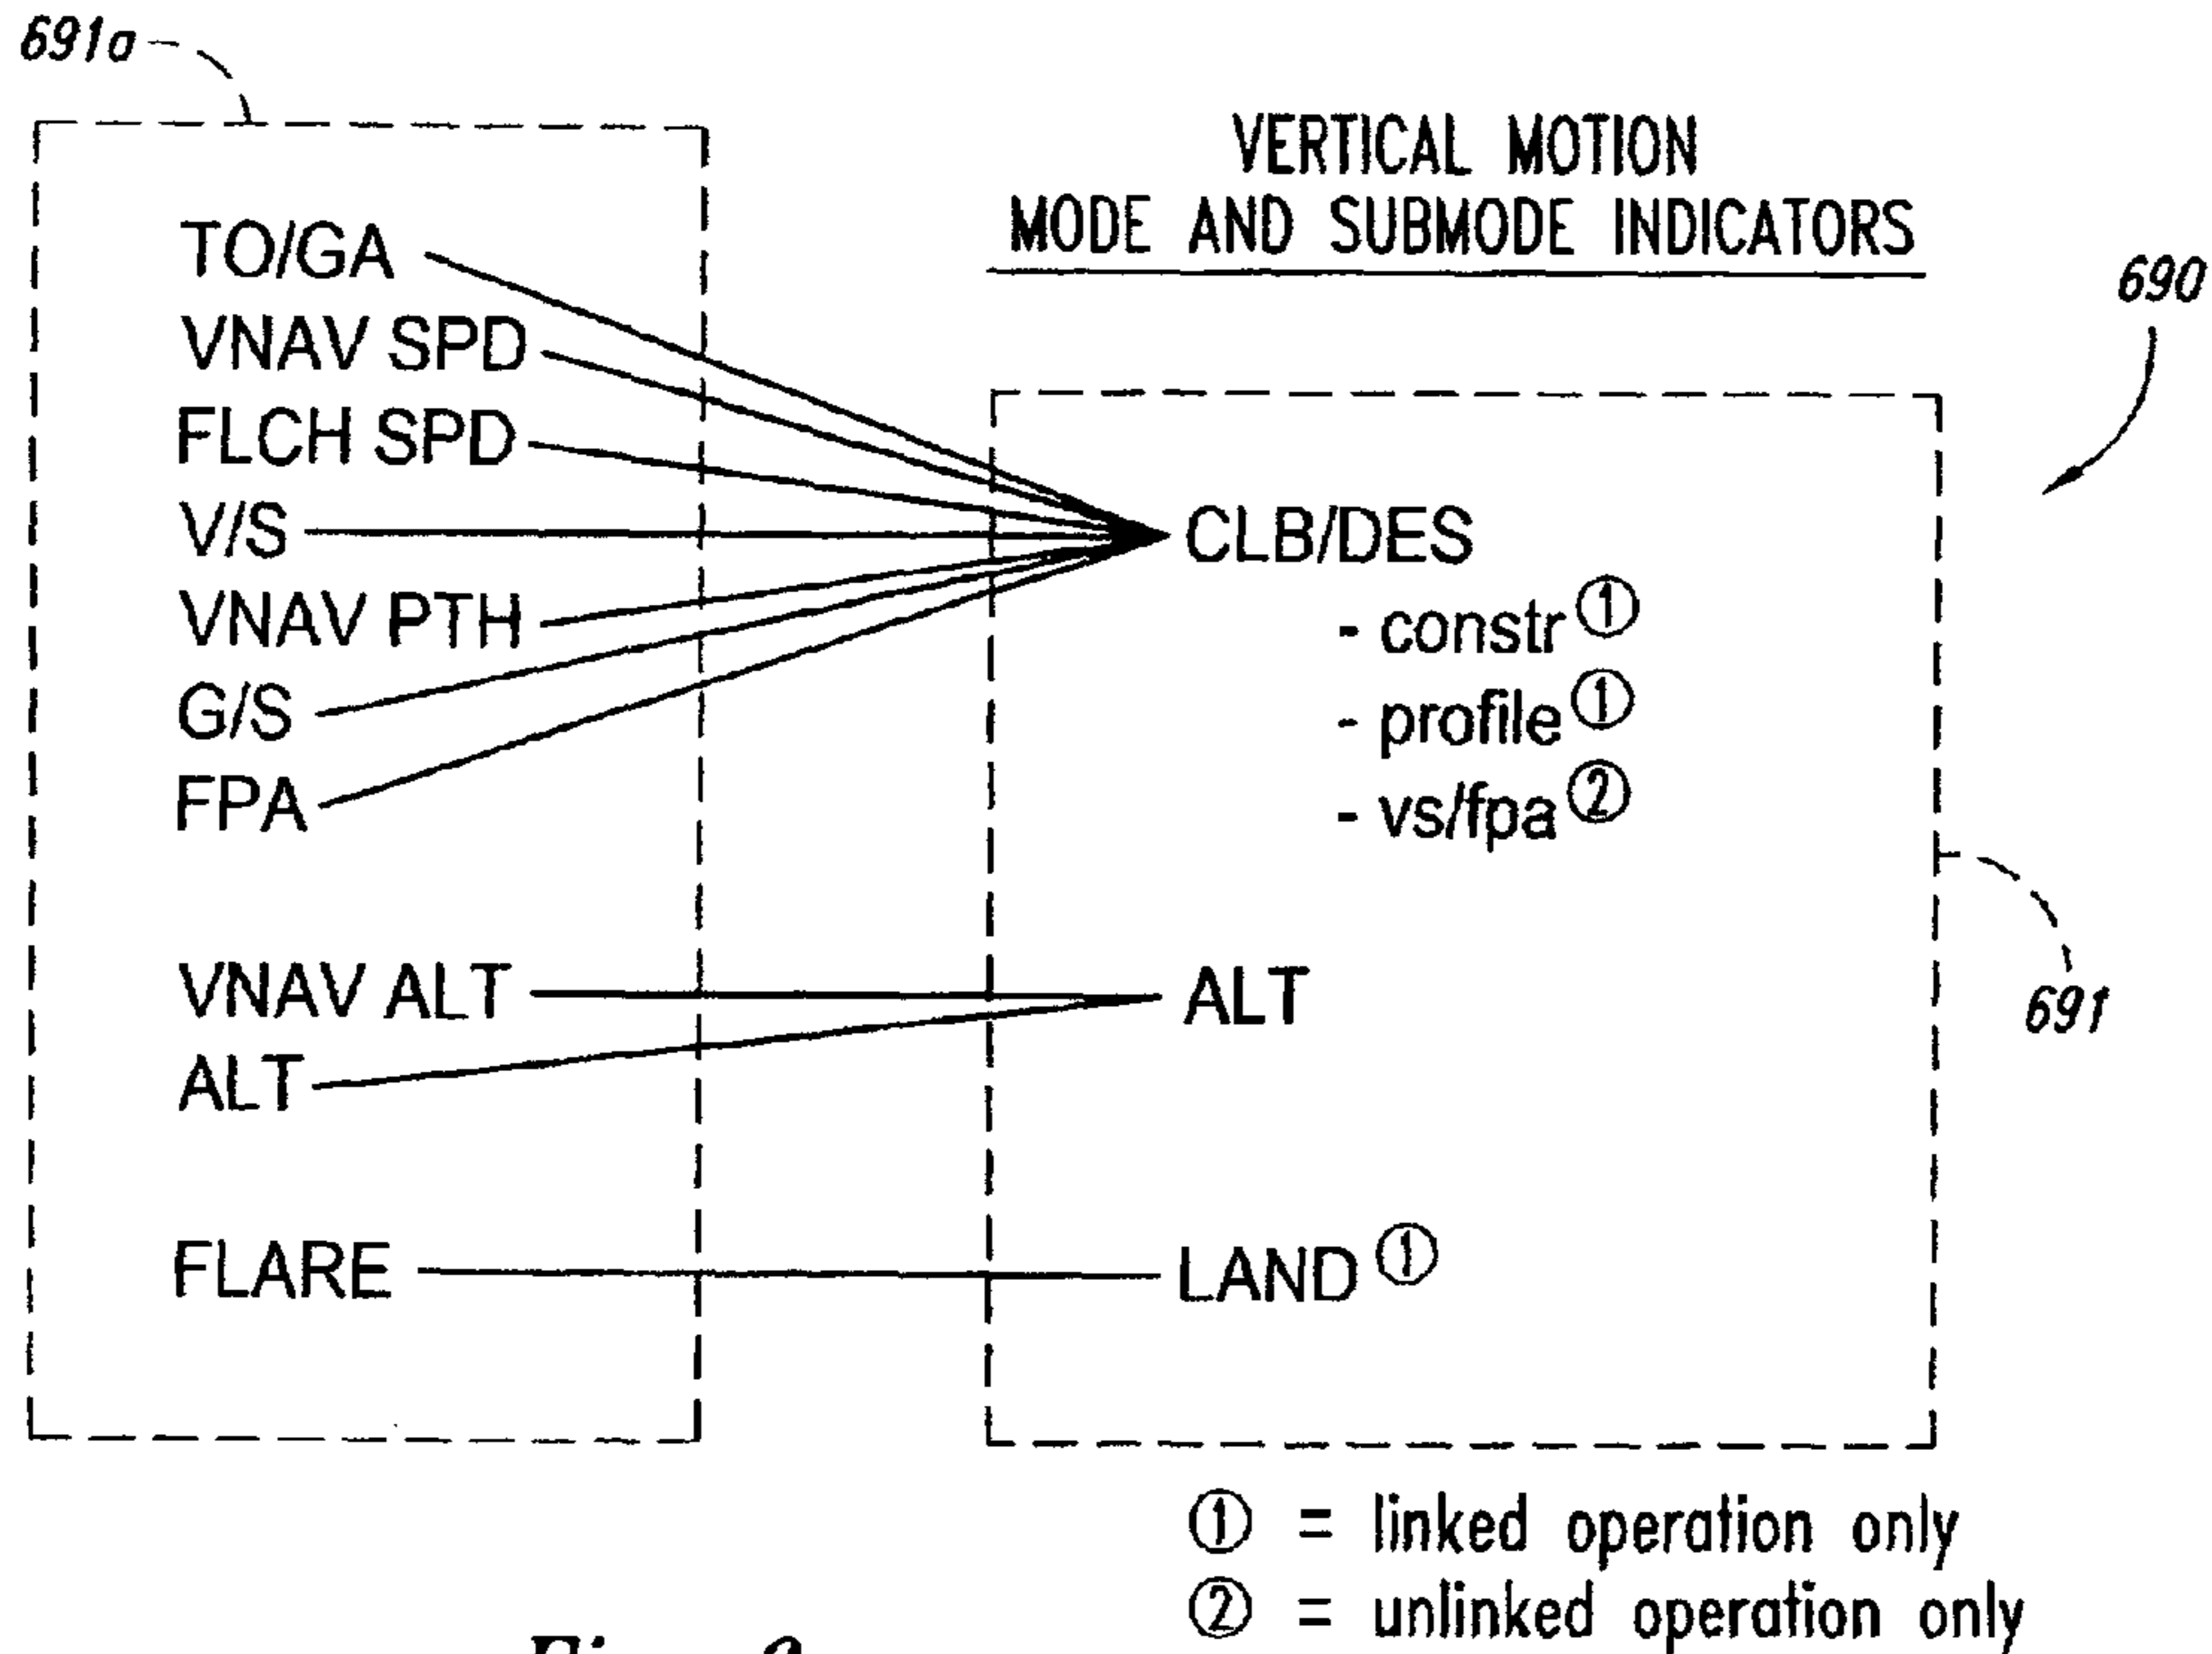 691a
VERTICAL MOTION
MODE AND SUBMODE INDICATORS
690
TO/GA
VNAV SPD
FLCH SPD
V/S
VNAV PTH
G/S
FPA
VNAV ALT
ALT
FLARE
CLB/DES
- constr ①
- profile ①
- vs/fpa ②
ALT
LAND ①
691
① = linked operation only
② = unlinked operation only